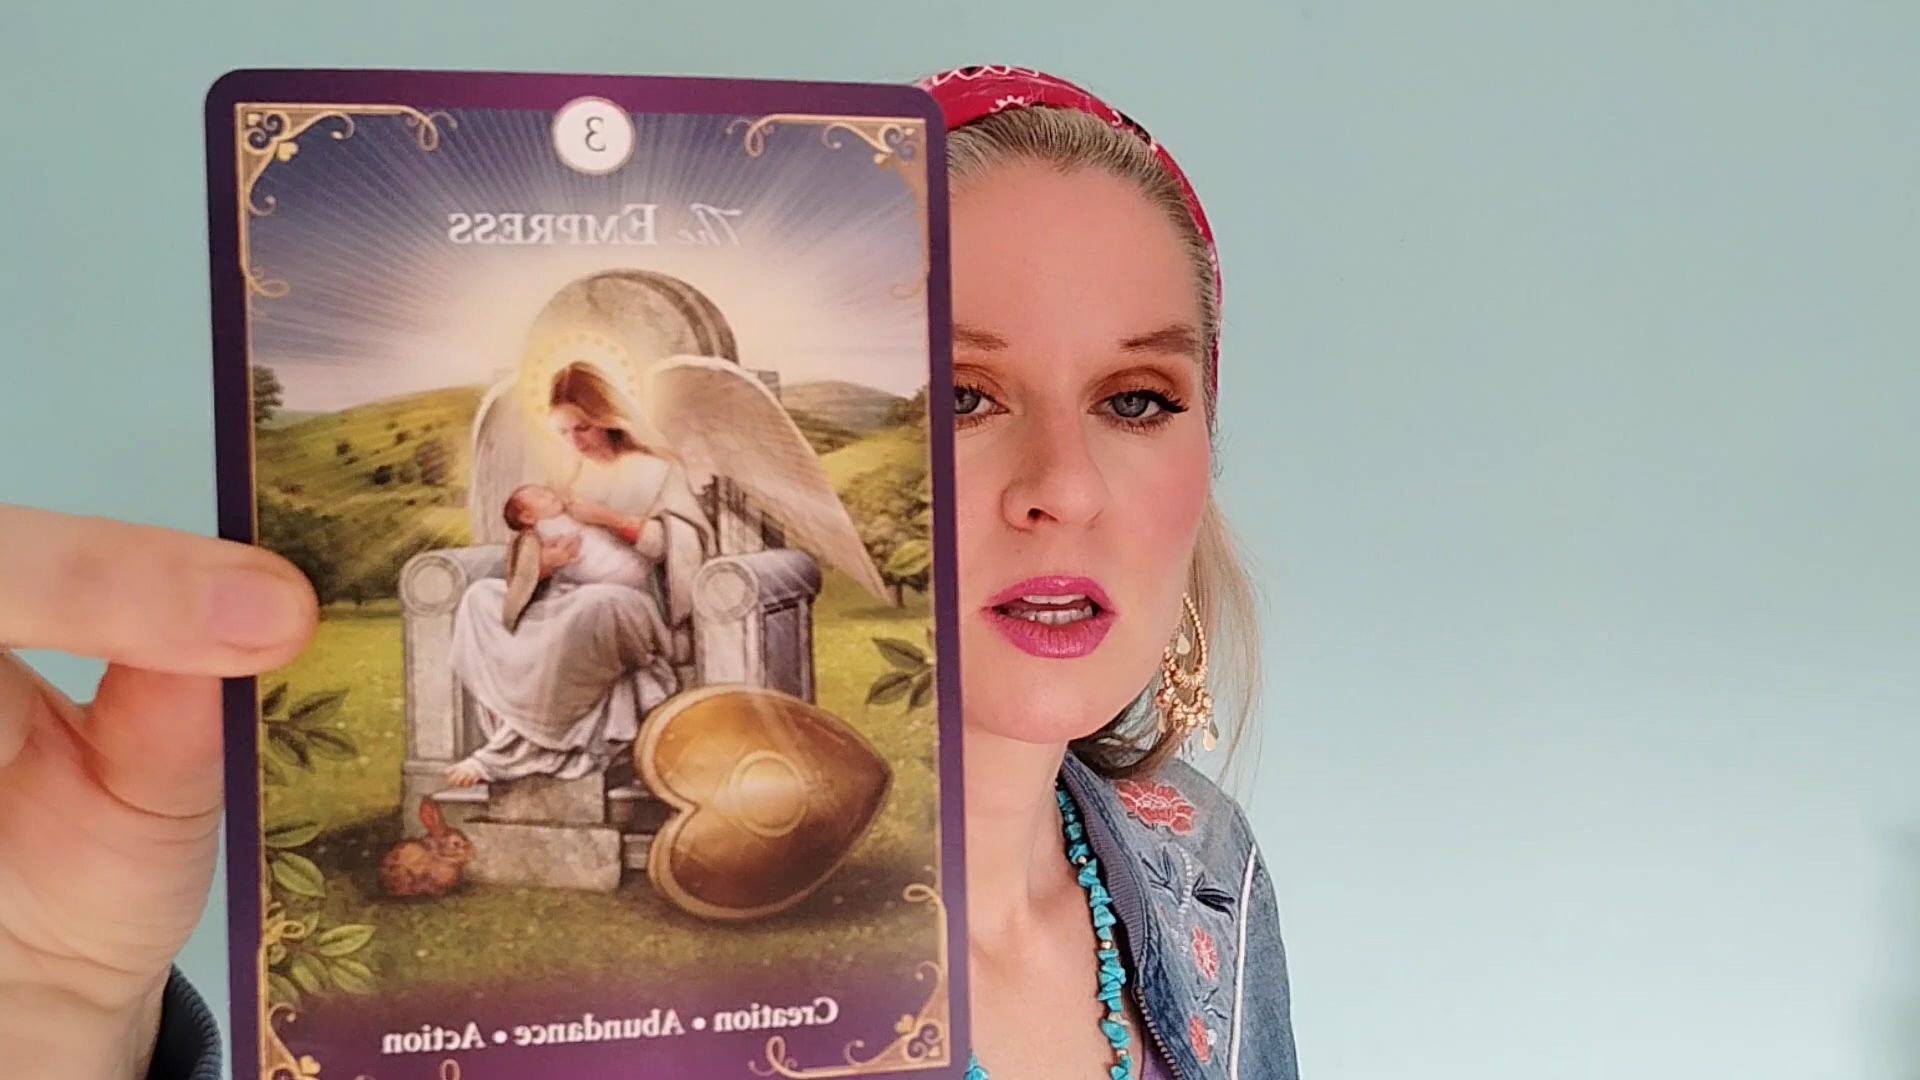 3
The EMPRESS
Creation • Abundance • Action